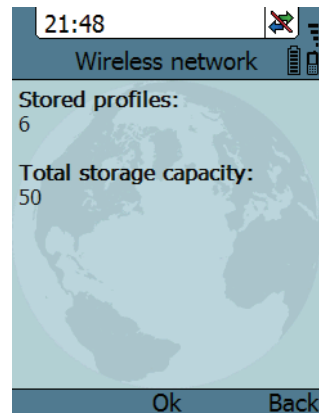 21:48
Wireless network
Stored profiles:
6
Total storage capacity:
50
Ok
Back